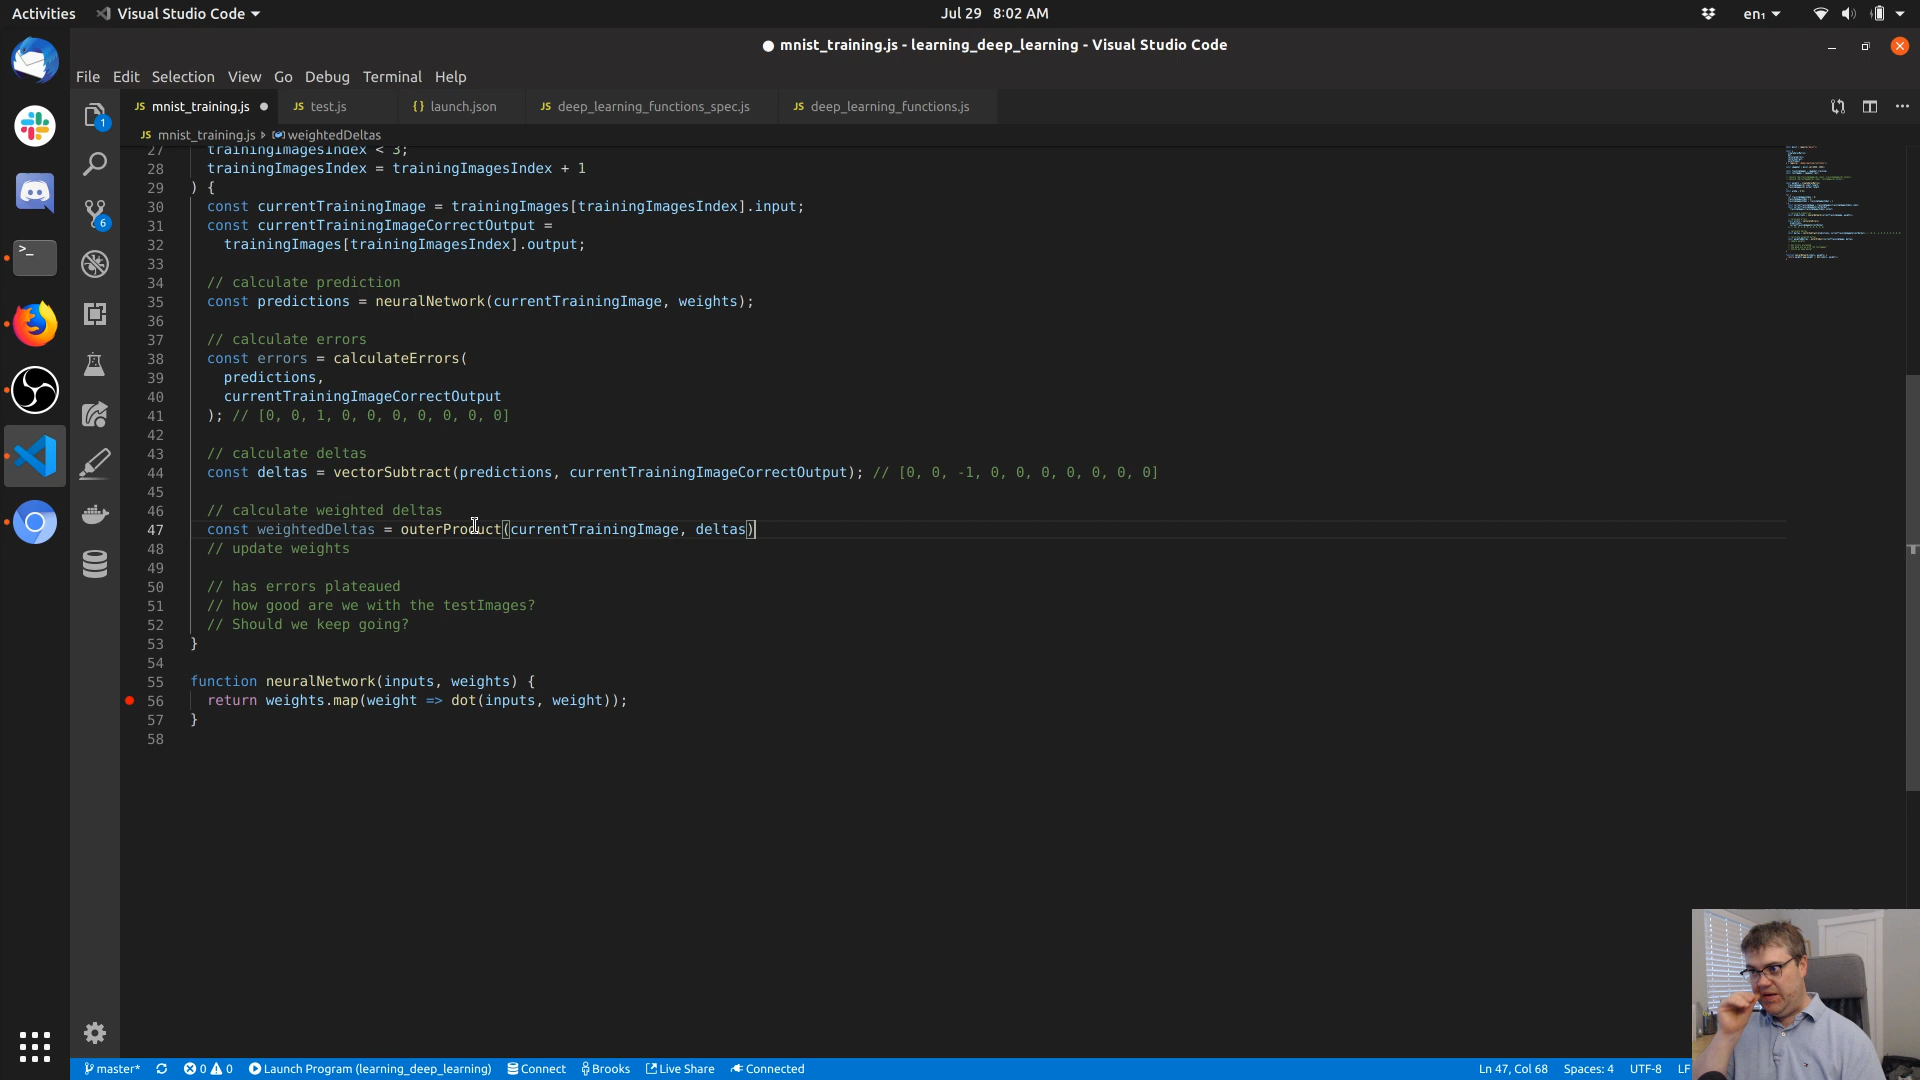 Activities
Visual Studio Code
Jul 29 8:02 AM
en₁
mnist_training.js - learning_deep_learning - Visual Studio Code
File Edit Selection View Go Debug Terminal Help
JS mnist_training.js
JS test.js
{} launch.json
JS deep_learning_functions_spec.js
JS deep_learning_functions.js
JS mnist_training.js weightedDeltas
27 trainingImagesIndex < 3;
28 trainingImagesIndex = trainingImagesIndex + 1
29 ) {
30 const currentTrainingImage = trainingImages[trainingImagesIndex].input;
31 const currentTrainingImageCorrectOutput =
32 trainingImages[trainingImagesIndex].output;
33
34 // calculate prediction
35 const predictions = neuralNetwork(currentTrainingImage, weights);
36
37 // calculate errors
38 const errors = calculateErrors(
39 predictions,
40 currentTrainingImageCorrectOutput
41 ); // [0, 0, 1, 0, 0, 0, 0, 0, 0, 0]
42
43 // calculate deltas
44 const deltas = vectorSubtract(predictions, currentTrainingImageCorrectOutput); // [0, 0, -1, 0, 0, 0, 0, 0, 0, 0]
45
46 // calculate weighted deltas
47 const weightedDeltas = outerProduct(currentTrainingImage, deltas)
48 // update weights
49
50 // has errors plateaued
51 // how good are we with the testImages?
52 // Should we keep going?
53 }
54
55 function neuralNetwork(inputs, weights) {
56 return weights.map(weight => dot(inputs, weight));
57 }
58
1
6
master*
0 0
Launch Program (learning_deep_learning)
Connect
Brooks
Live Share
Connected
Ln 47, Col 68
Spaces: 4
UTF-8
LF